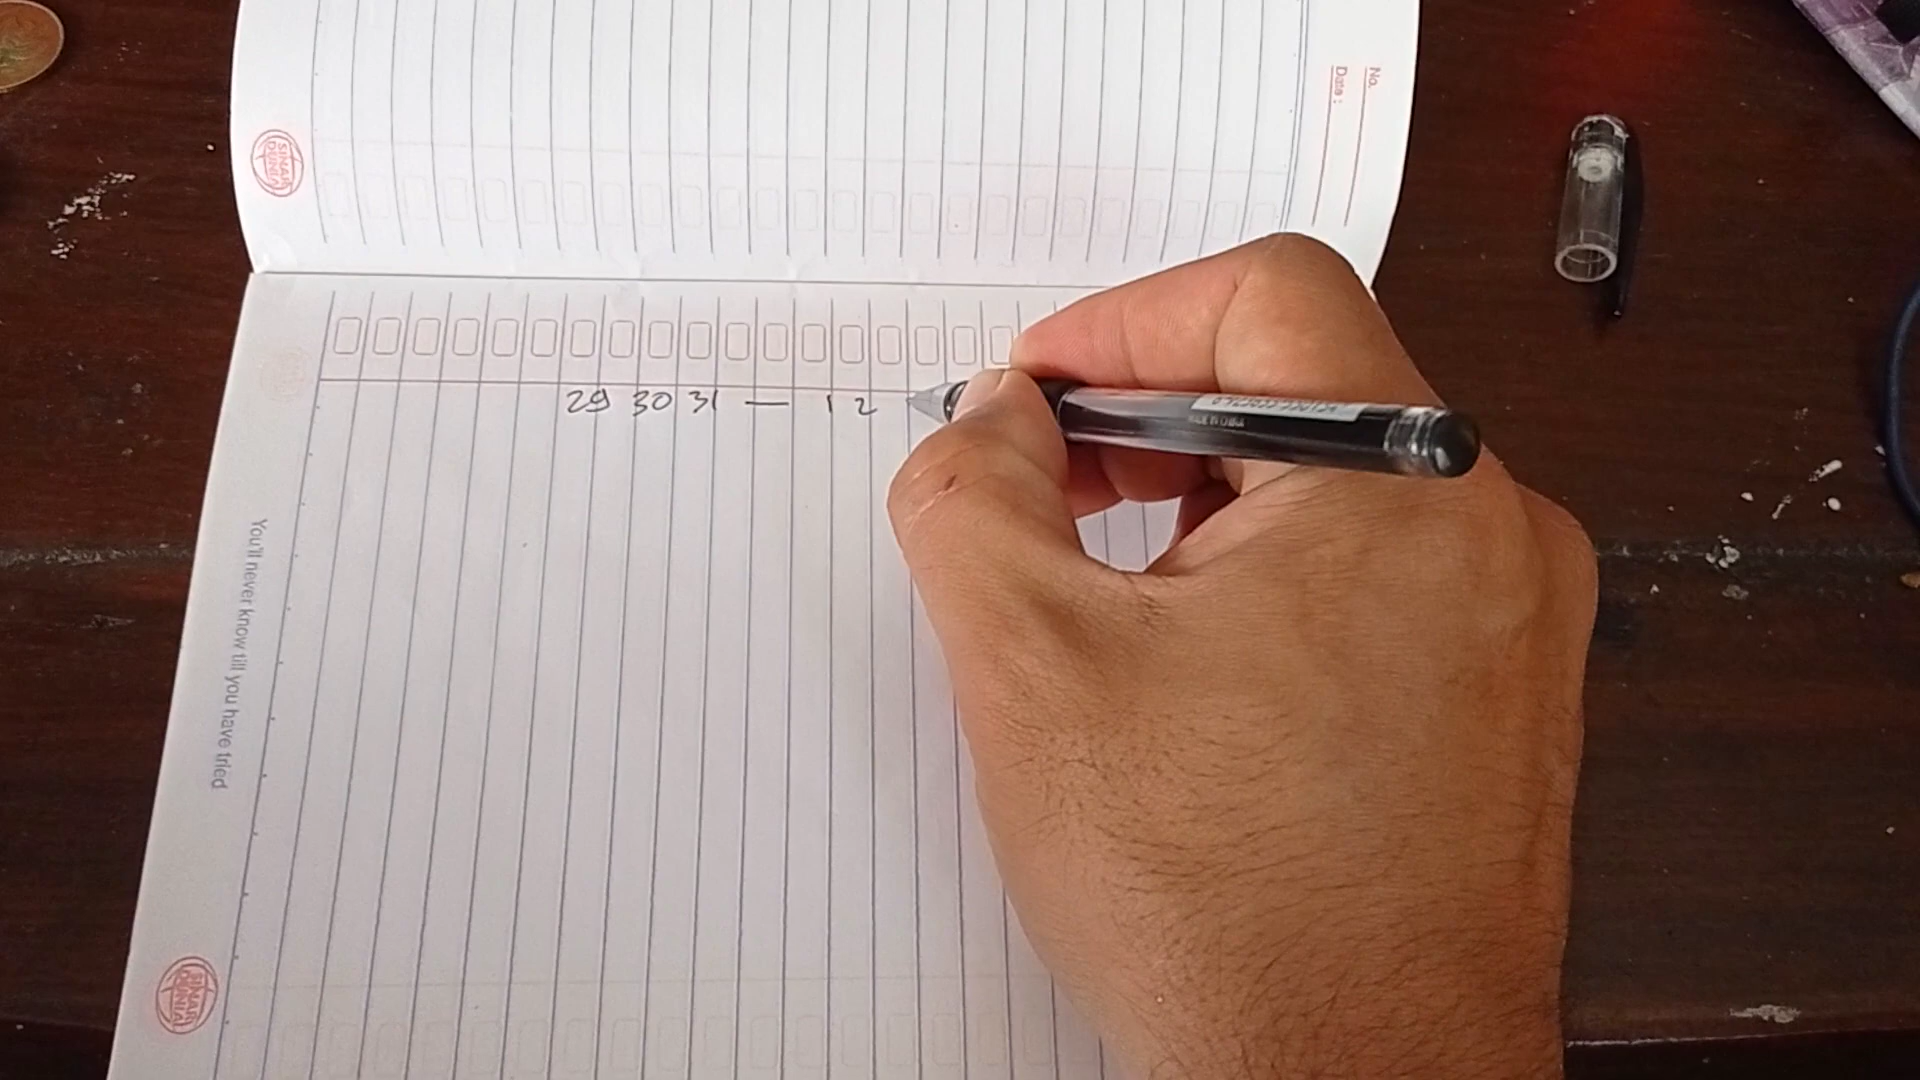 No.
Date :
SINAR DUNIA
29 30 31 — 1 2
You'll never know till you have tried
SINAR DUNIA